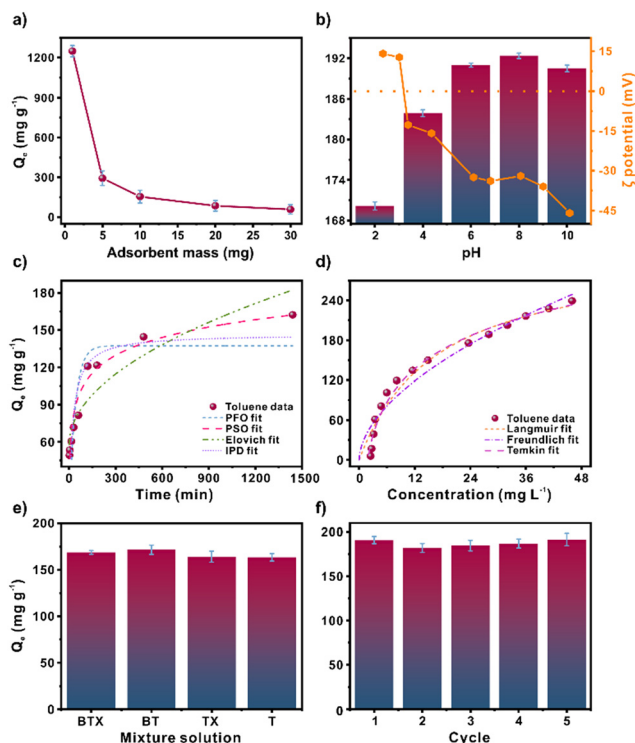 a)
Qₑ (mg g⁻¹)
1200
900
600
300
0
0 5 10 15 20 25 30
Adsorbent mass (mg)
b)
192
186
180
174
168
15
0
-15
-30
-45
ζ potential (mV)
2 4 6 8 10
pH
c)
Qₑ (mg g⁻¹)
180
150
120
90
60
Toluene data
PFO fit
PSO fit
Elovich fit
IPD fit
0 300 600 900 1200 1500
Time (min)
d)
240
180
120
60
0
Toluene data
Langmuir fit
Freundlich fit
Temkin fit
0 12 24 36 48
Concentration (mg L⁻¹)
e)
Qₑ (mg g⁻¹)
200
150
100
50
0
BTX BT TX T
Mixture solution
f)
200
150
100
50
0
1 2 3 4 5
Cycle